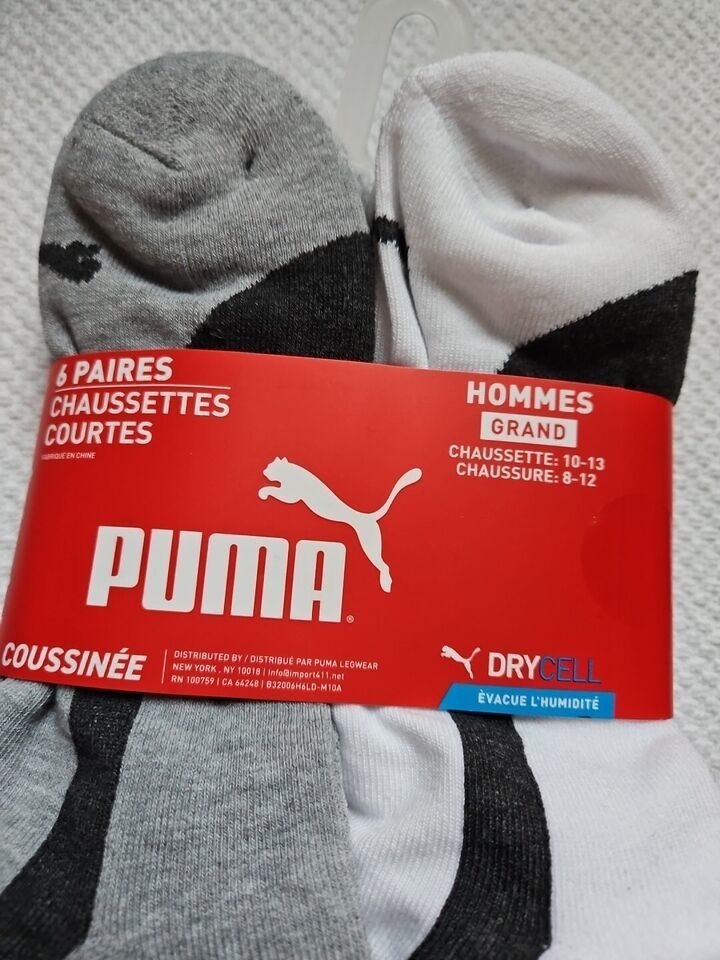 6 PAIRES
CHAUSSETTES
COURTES
FABRIQUÉ EN CHINE
HOMMES
GRAND
CHAUSSETTE: 10-13
CHAUSSURE: 8-12
PUMA®
COUSSINÉE
DISTRIBUTED BY / DISTRIBUÉ PAR PUMA LEGWEAR
NEW YORK, NY 10018 | info@import411.net
RN 100759 | CA 64248 | B32006H6LD-M10A
DRYCELL
ÉVACUE L'HUMIDITÉ